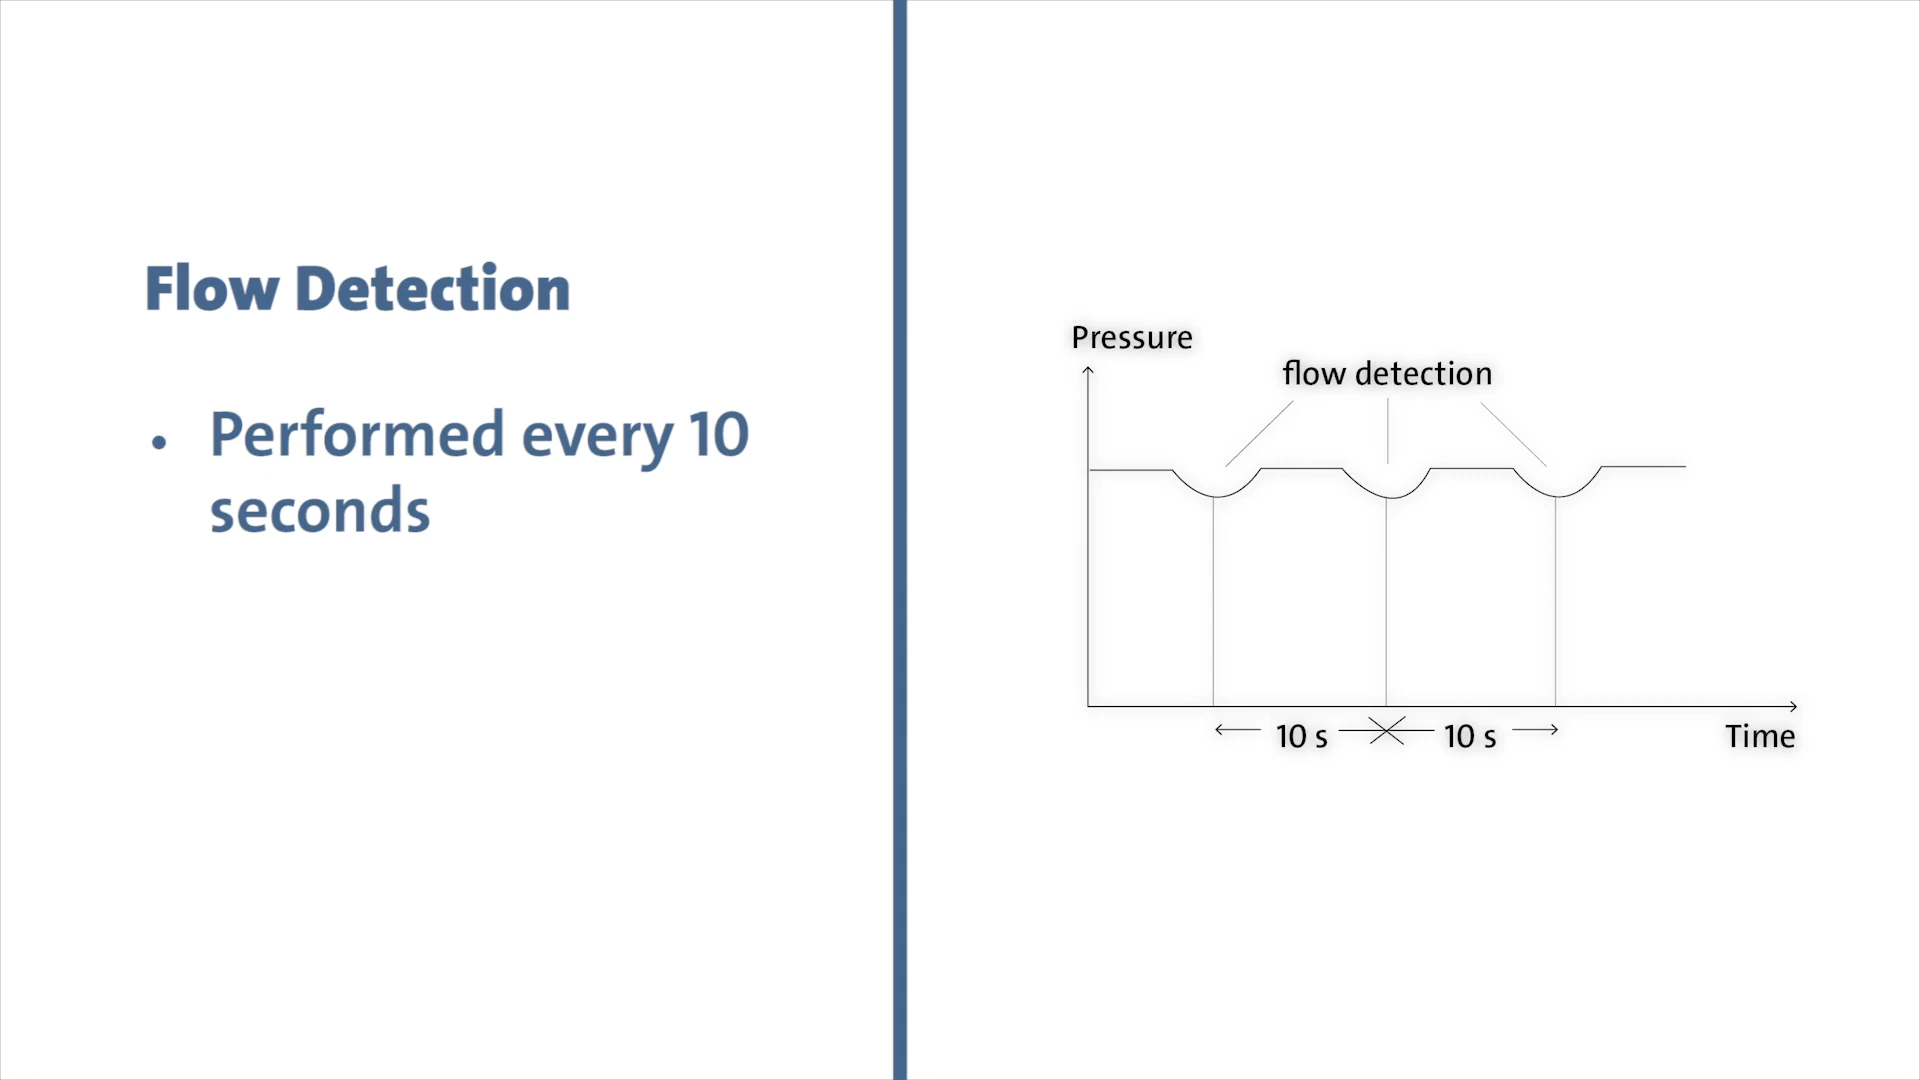 Flow Detection
• Performed every 10
seconds
Pressure
flow detection
10 s
10 s
Time